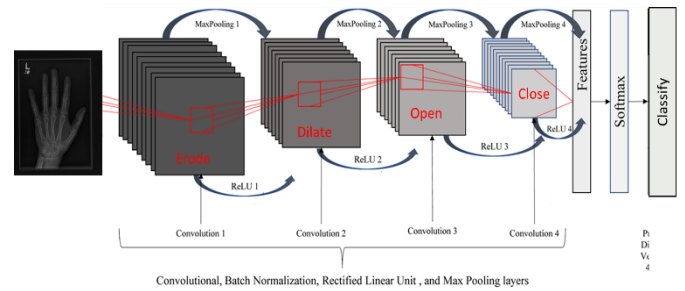 MaxPooling 1
MaxPooling 2
MaxPooling 3
MaxPooling 4
L
Erode
Dilate
Open
Close
Features
Softmax
Classify
ReLU 1
ReLU 2
ReLU 3
ReLU 4
Convolution 1
Convolution 2
Convolution 3
Convolution 4
Di
4
Convolutional, Batch Normalization, Rectified Linear Unit , and Max Pooling layers